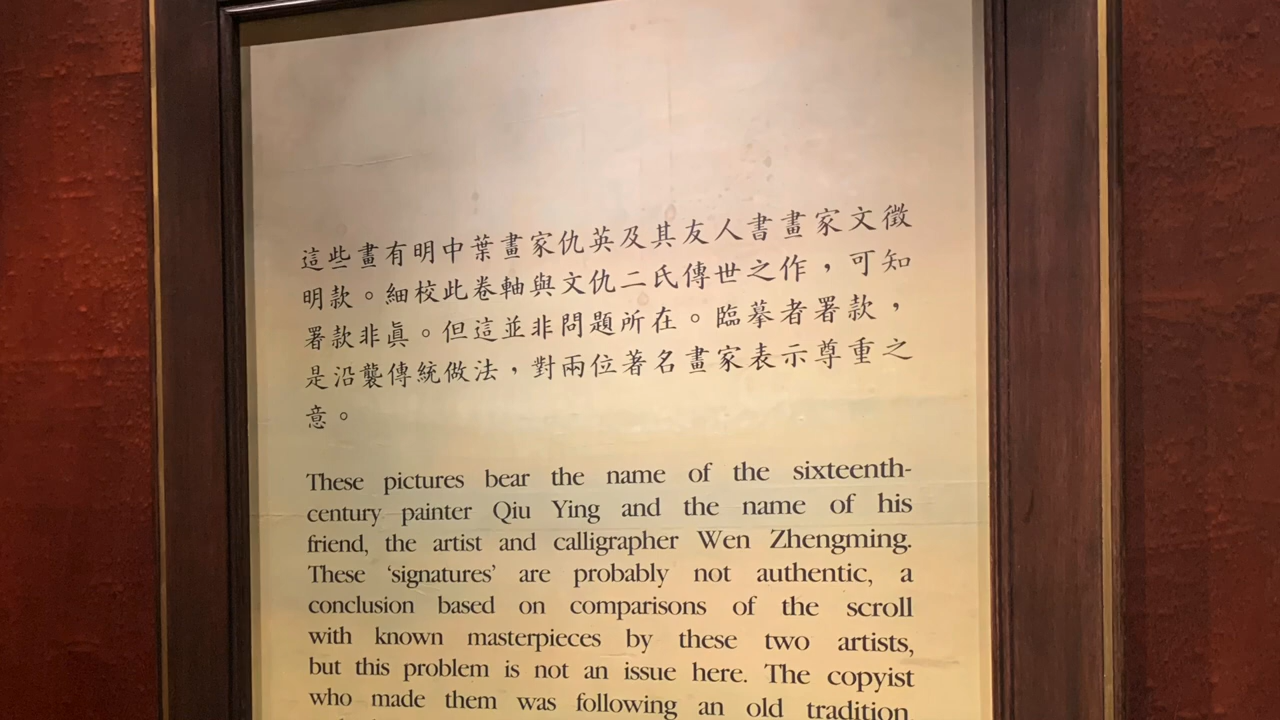 這些畫有明中葉畫家仇英及其友人書畫家文徵
明款。細校此卷軸與文仇二氏傳世之作，可知
署款非眞。但這並非問題所在。臨摹者署款，
是沿襲傳統做法，對兩位著名畫家表示尊重之
意。
These pictures bear the name of the sixteenth-
century painter Qiu Ying and the name of his
friend, the artist and calligrapher Wen Zhengming.
These ‘signatures’ are probably not authentic, a
conclusion based on comparisons of the scroll
with known masterpieces by these two artists,
but this problem is not an issue here. The copyist
who made them was following an old tradition